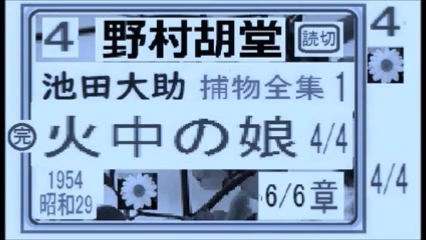 4 野村胡堂 読切 4
池田大助 捕物全集 1
完 火中の娘 4/4
1954
昭和29
6/6 章
4/4